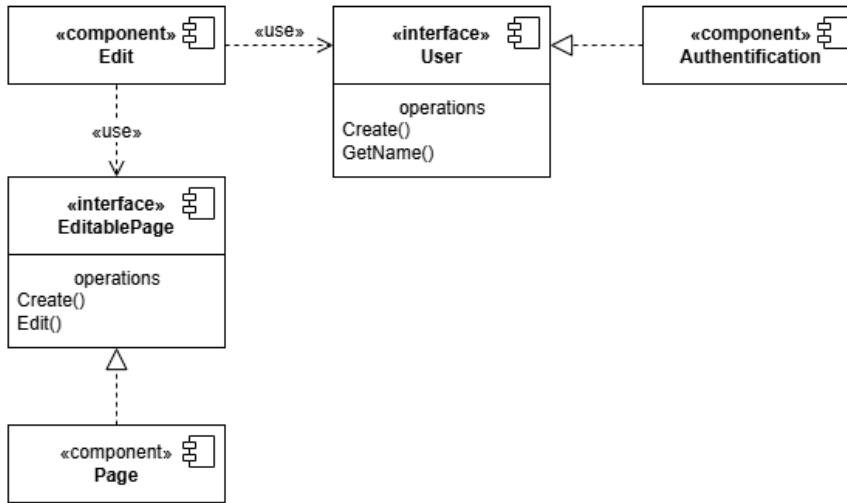 «component»
Edit
«use»
«interface»
User
operations
Create()
GetName()
«component»
Authentification
«use»
«interface»
EditablePage
operations
Create()
Edit()
«component»
Page